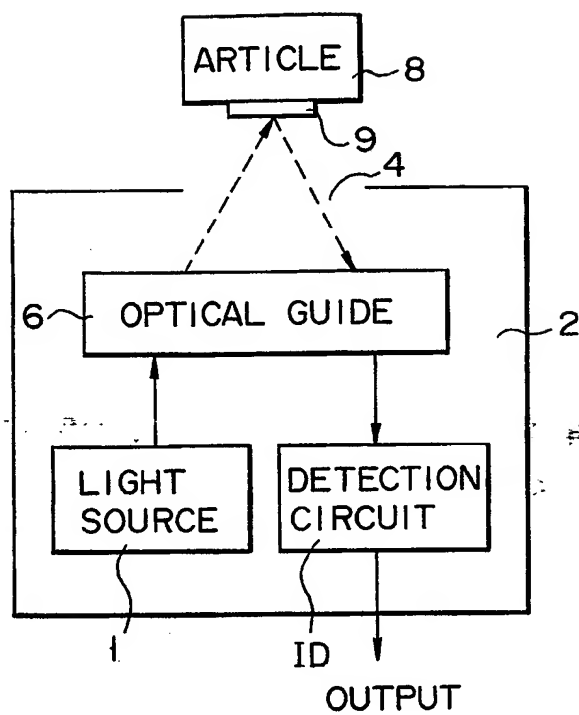 ARTICLE
8
9
4
6
OPTICAL GUIDE
2
LIGHT
SOURCE
DETECTION
CIRCUIT
1
ID
OUTPUT